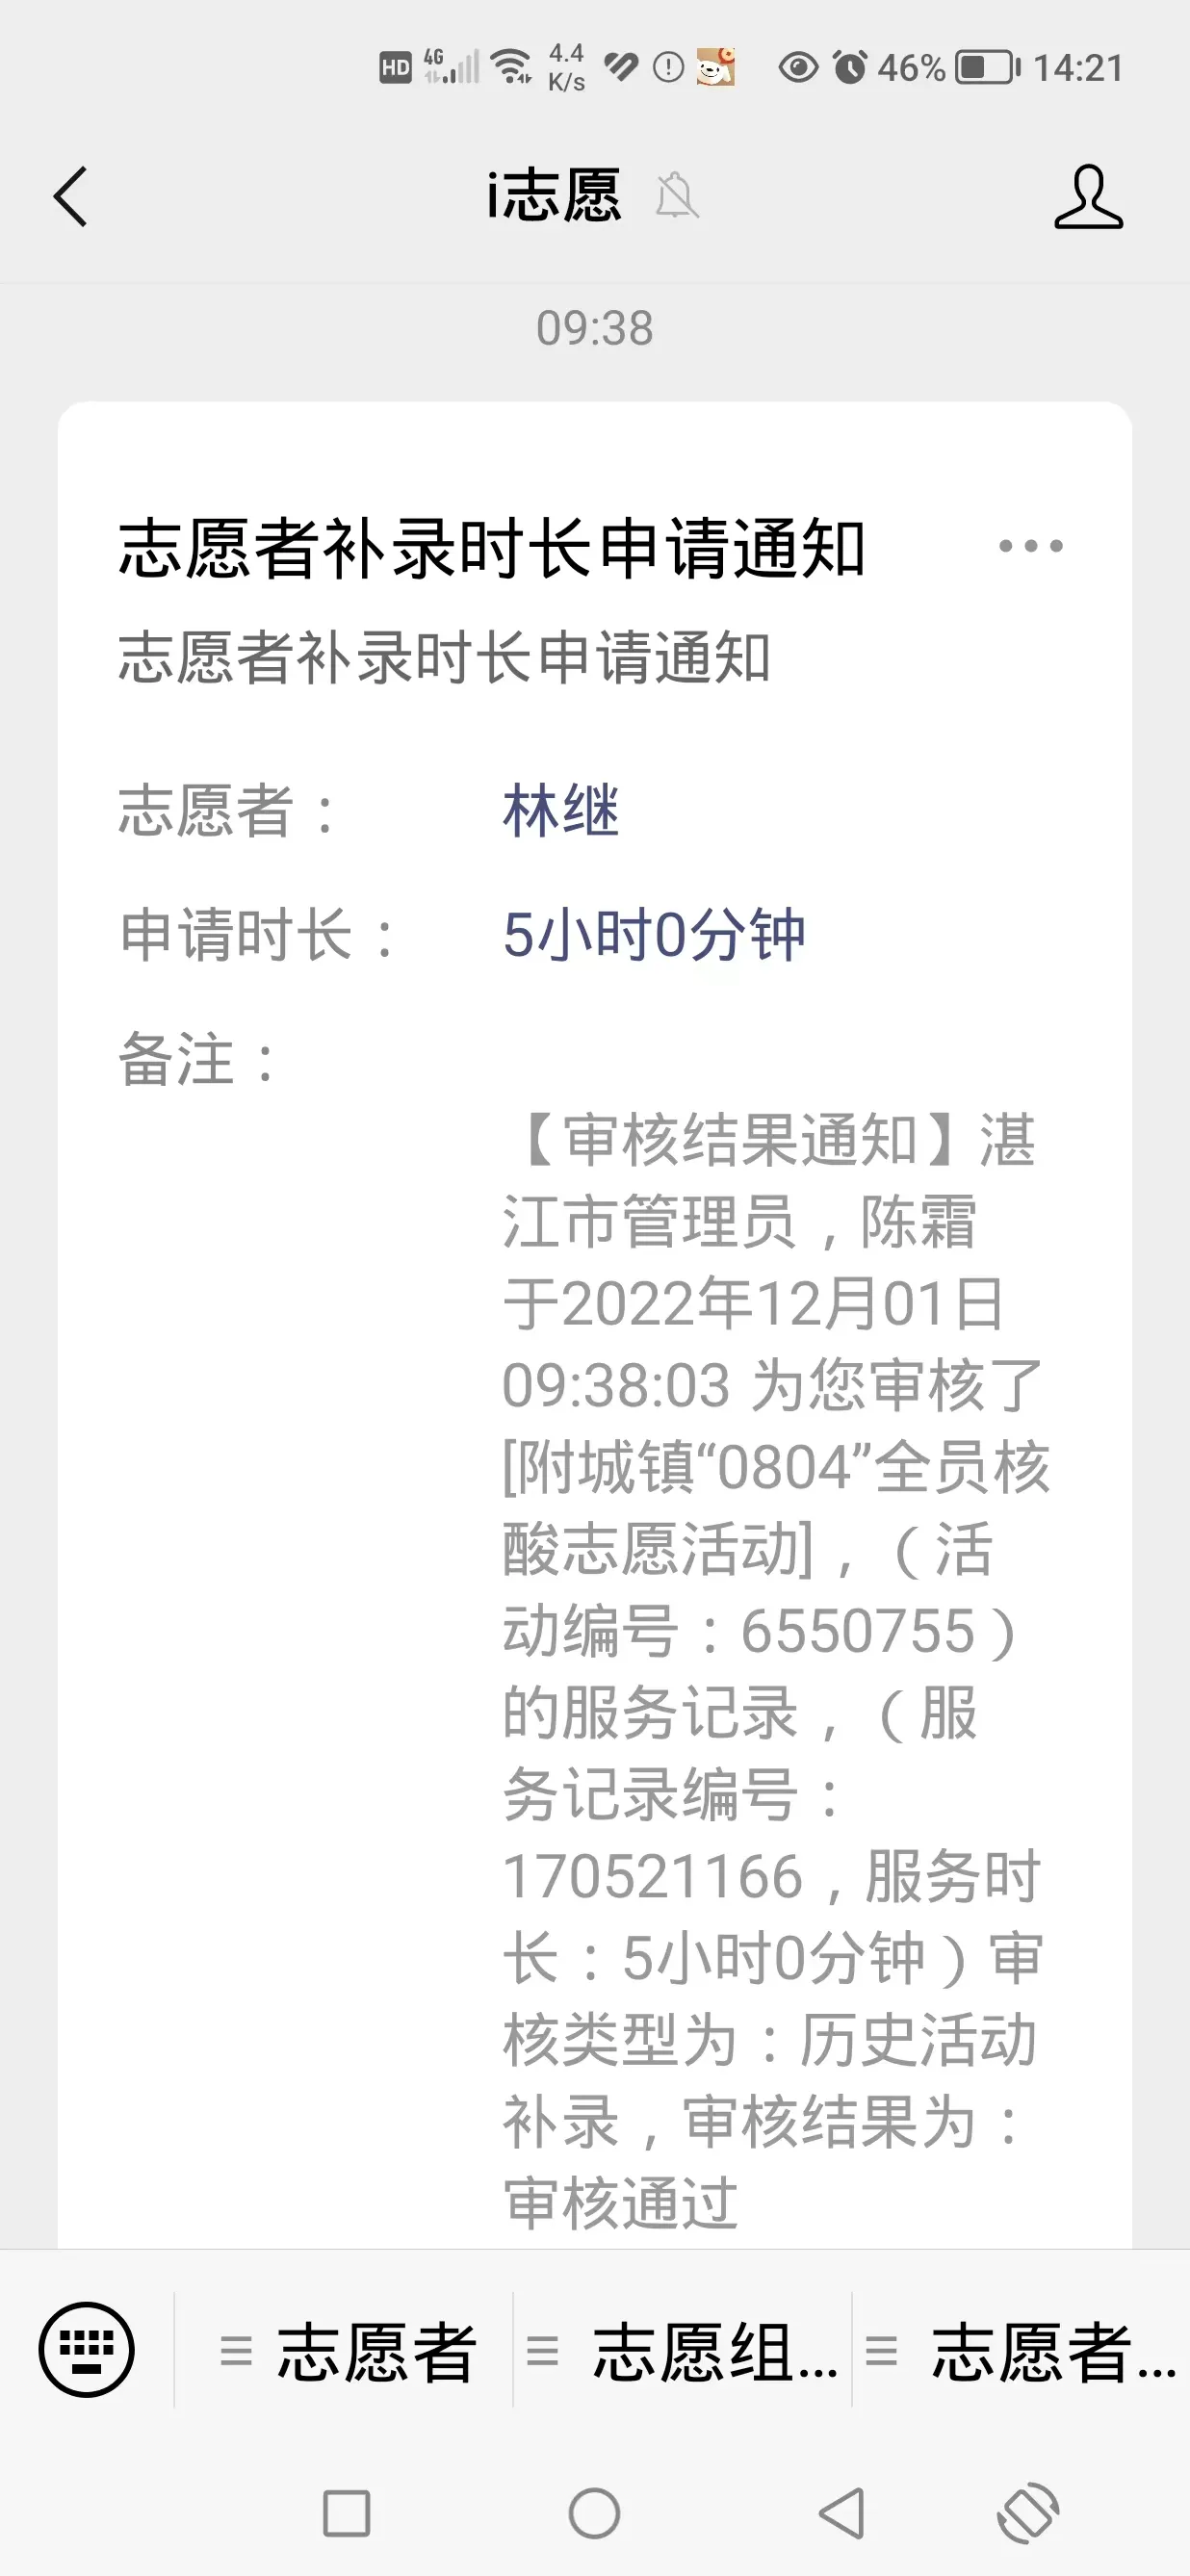 HD 4G 4.4 K/s 46% 14:21
i志愿
09:38
志愿者补录时长申请通知
志愿者补录时长申请通知
志愿者： 林继
申请时长： 5小时0分钟
备注：
【审核结果通知】湛
江市管理员，陈霜
于2022年12月01日
09:38:03 为您审核了
[附城镇“0804”全员核
酸志愿活动]，（活
动编号：6550755）
的服务记录，（服
务记录编号：
170521166，服务时
长：5小时0分钟）审
核类型为：历史活动
补录，审核结果为：
审核通过
志愿者 志愿组... 志愿者...